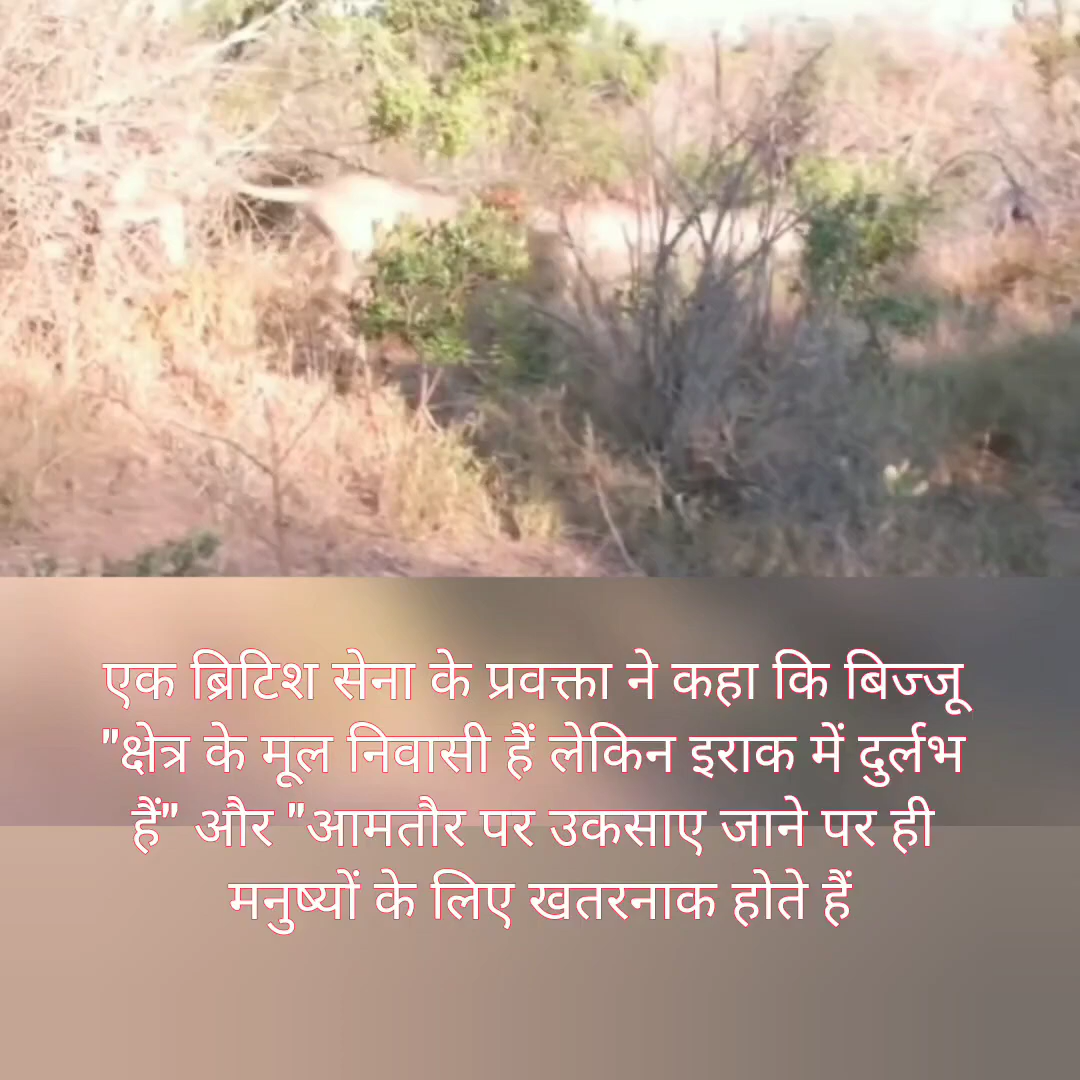 एक ब्रिटिश सेना के प्रवक्ता ने कहा कि बिज्जू
"क्षेत्र के मूल निवासी हैं लेकिन इराक में दुर्लभ
हैं" और "आमतौर पर उकसाए जाने पर ही
मनुष्यों के लिए खतरनाक होते हैं